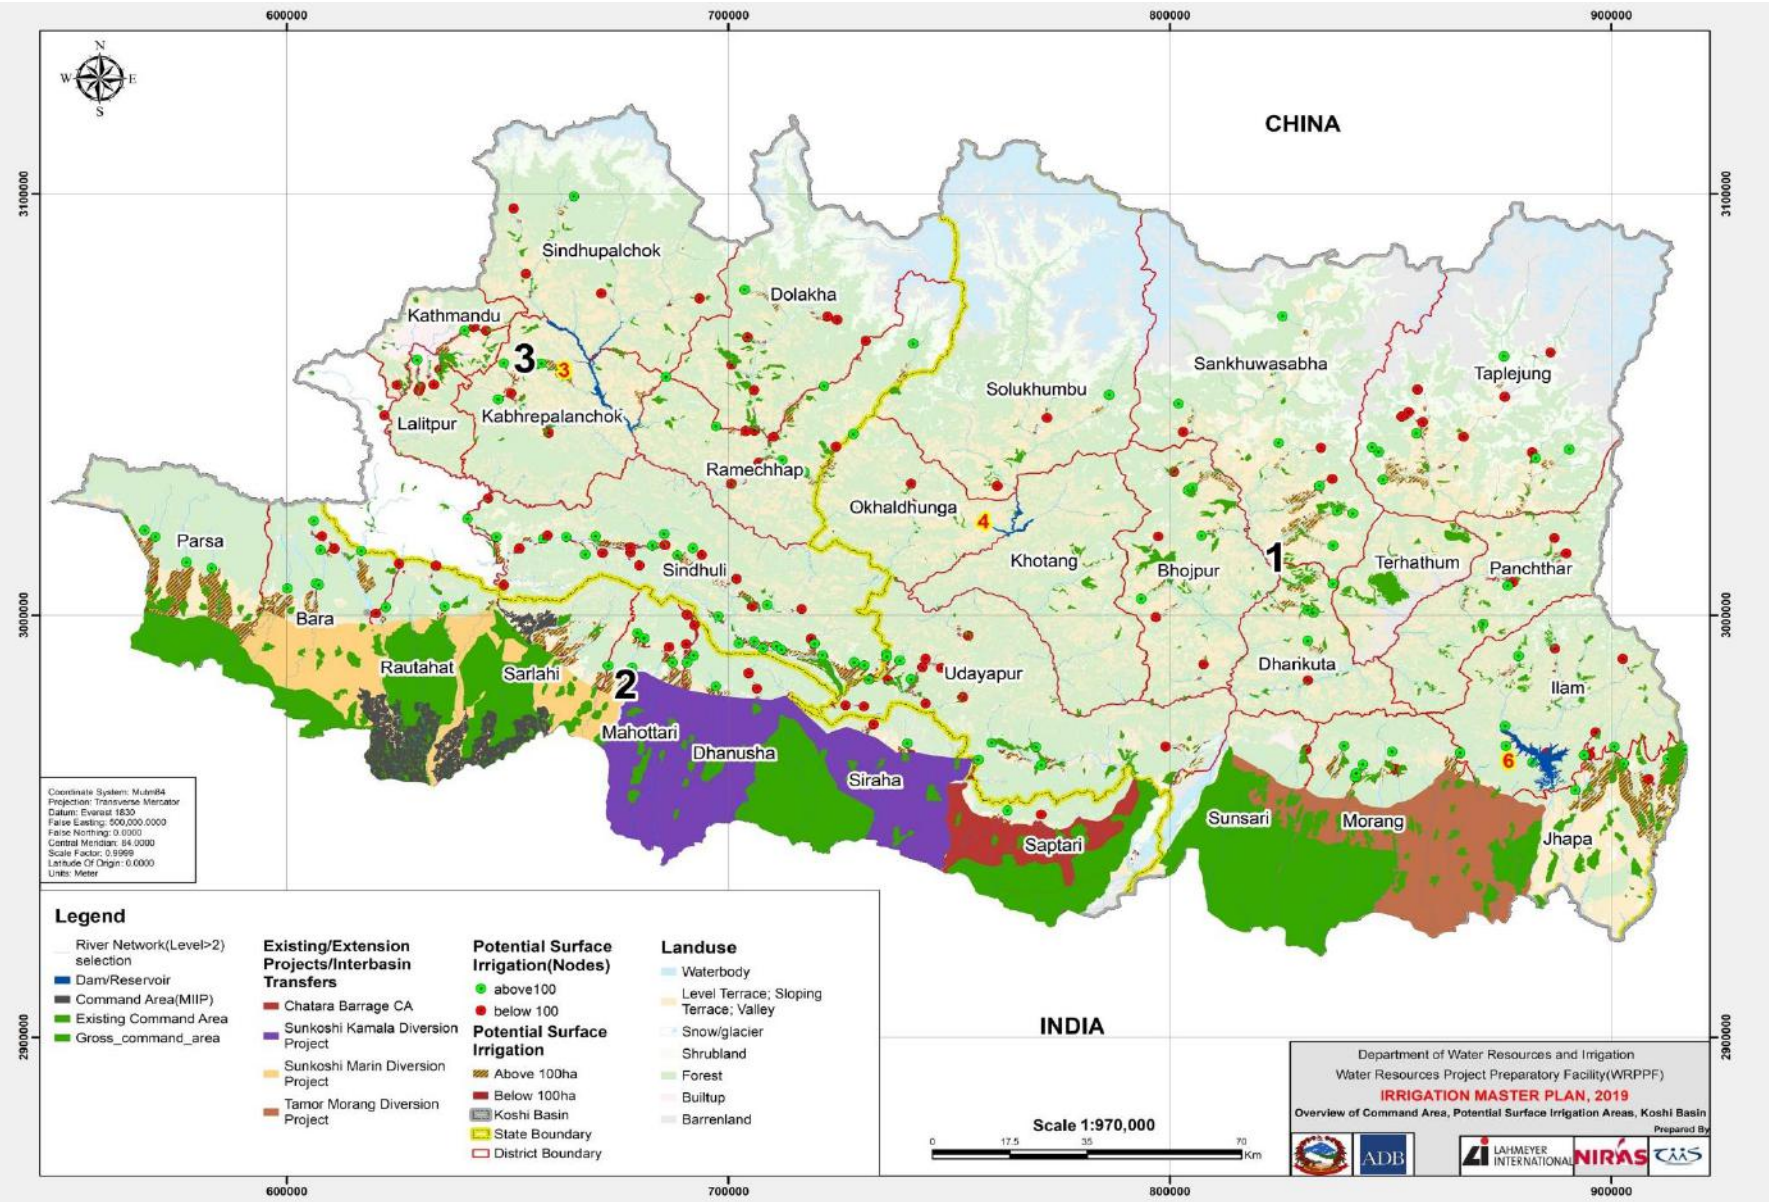 600000
700000
800000
900000
N
W
E
S
CHINA
3100000
3100000
Sindhupalchok
Dolakha
Kathmandu
3
3
Sankhuwasabha
Taplejung
Solukhumbu
Kabhrepalanchok
Lalitpur
Ramechhap
Okhaldhunga
4
Parsa
Sindhuli
Khotang
Bhojpur
1
Terhathum
Panchthar
3000000
3000000
Bara
Rautahat
Sarlahi
2
Udayapur
Dhankuta
Ilam
Mahottari
Dhanusha
Siraha
6
Saptari
Sunsari
Morang
Jhapa
Coordinate System: Mutm84
Projection: Transverse Mercator
Datum: Everest 1830
False Easting: 500,000.0000
False Northing: 0.0000
Central Meridian: 84.0000
Scale Factor: 0.9999
Latitude Of Origin: 0.0000
Units: Meter
Legend
River Network(Level>2)
selection
Dam/Reservoir
Command Area(MIIP)
Existing Command Area
Gross_command_area
Existing/Extension
Projects/Interbasin
Transfers
Chatara Barrage CA
Sunkoshi Kamala Diversion
Project
Sunkoshi Marin Diversion
Project
Tamor Morang Diversion
Project
Potential Surface
Irrigation(Nodes)
above100
below 100
Potential Surface
Irrigation
Above 100ha
Below 100ha
Koshi Basin
State Boundary
District Boundary
Landuse
Waterbody
Level Terrace; Sloping
Terrace; Valley
Snow/glacier
Shrubland
Forest
Builtup
Barrenland
INDIA
2900000
2900000
Scale 1:970,000
0 17.5 35 70
Km
Department of Water Resources and Irrigation
Water Resources Project Preparatory Facility(WRPPF)
IRRIGATION MASTER PLAN, 2019
Overview of Command Area, Potential Surface Irrigation Areas, Koshi Basin
Prepared By
ADB
LAHMEYER
INTERNATIONAL
NIRAS
600000
700000
800000
900000